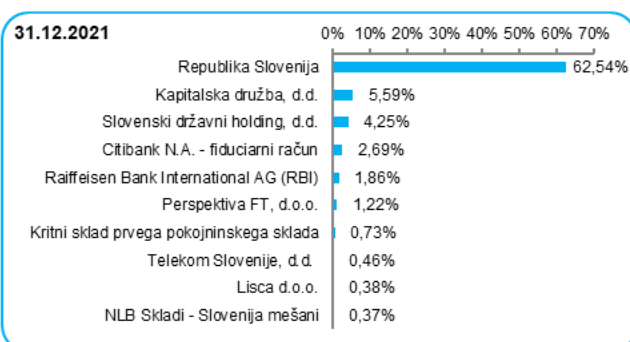 31.12.2021
0% 10% 20% 30% 40% 50% 60% 70%
Republika Slovenija 62,54%
Kapitalska družba, d.d. 5,59%
Slovenski državni holding, d.d. 4,25%
Citibank N.A. - fiduciarni račun 2,69%
Raiffeisen Bank International AG (RBI) 1,86%
Perspektiva FT, d.o.o. 1,22%
Kritni sklad prvega pokojninskega sklada 0,73%
Telekom Slovenije, d.d. 0,46%
Lisca d.o.o. 0,38%
NLB Skladi - Slovenija mešani 0,37%